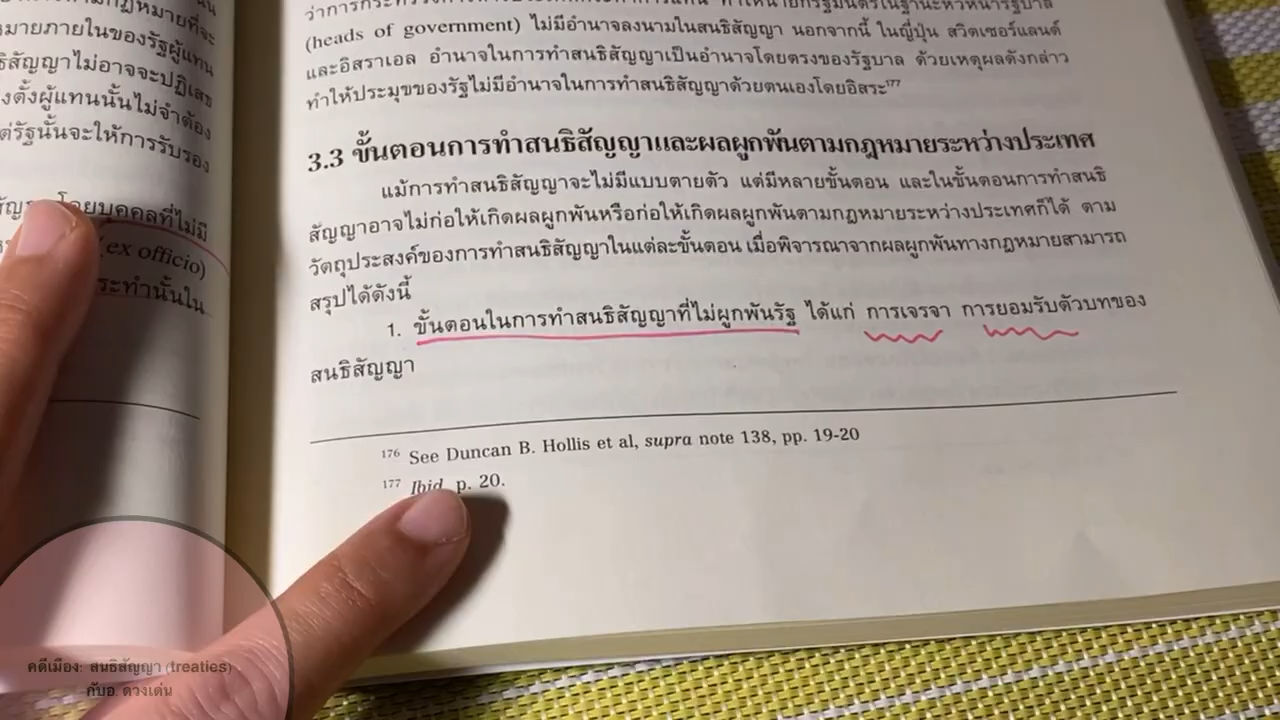 นั้น
ตามกฎหมายที่จะ
หมายภายในของรัฐผู้แทน
ธิสัญญาไม่อาจจะปฏิเสธ
งตั้งผู้แทนนั้นไม่จำต้อง
ต่รัฐนั้นจะให้การรับรอง
โดยบุคคลที่ไม่มี
(ex officio)
ระทำนั้นใน
(heads of government) ไม่มีอำนาจลงนามในสนธิสัญญา นอกจากนี้ ในญี่ปุ่น สวิตเซอร์แลนด์
และอิสราเอล อำนาจในการทำสนธิสัญญาเป็นอำนาจโดยตรงของรัฐบาล ด้วยเหตุผลดังกล่าว
ทำให้ประมุขของรัฐไม่มีอำนาจในการทำสนธิสัญญาด้วยตนเองโดยอิสระ¹⁷⁷
3.3 ขั้นตอนการทำสนธิสัญญาและผลผูกพันตามกฎหมายระหว่างประเทศ
แม้การทำสนธิสัญญาจะไม่มีแบบตายตัว แต่มีหลายขั้นตอน และในขั้นตอนการทำสนธิ
สัญญาอาจไม่ก่อให้เกิดผลผูกพันหรือก่อให้เกิดผลผูกพันตามกฎหมายระหว่างประเทศก็ได้ ตาม
วัตถุประสงค์ของการทำสนธิสัญญาในแต่ละขั้นตอน เมื่อพิจารณาจากผลผูกพันทางกฎหมายสามารถ
สรุปได้ดังนี้
1. ขั้นตอนในการทำสนธิสัญญาที่ไม่ผูกพันรัฐ ได้แก่ การเจรจา การยอมรับตัวบทของ
สนธิสัญญา
176 See Duncan B. Hollis et al, supra note 138, pp. 19-20
177 Ibid p. 20.
คดีเมือง: สนธิสัญญา (treaties)
กับอ. ดวงเด่น